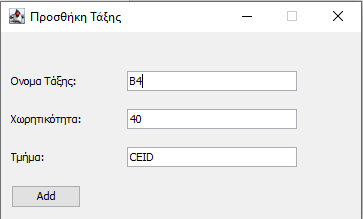 Προσθήκη Τάξης
Ονομα Τάξης: B4
Χωρητικότητα: 40
Τμήμα: CEID
Add